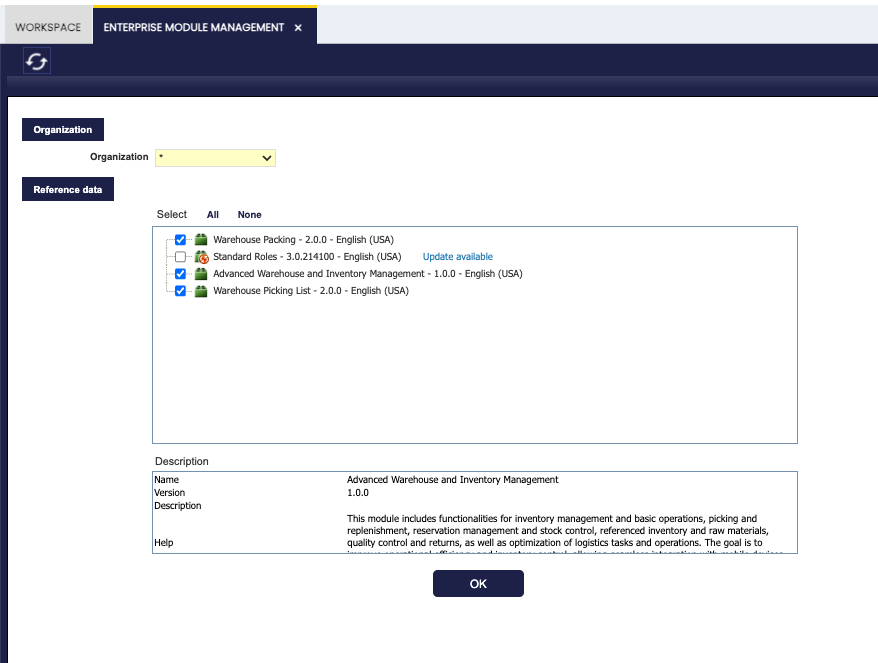 WORKSPACE
ENTERPRISE MODULE MANAGEMENT ×
Organization
Organization *
Reference data
Select All None
Warehouse Packing - 2.0.0 - English (USA)
Standard Roles - 3.0.214100 - English (USA) Update available
Advanced Warehouse and Inventory Management - 1.0.0 - English (USA)
Warehouse Picking List - 2.0.0 - English (USA)
Description
Name Advanced Warehouse and Inventory Management
Version 1.0.0
Description
This module includes functionalities for inventory management and basic operations, picking and
replenishment, reservation management and stock control, referenced inventory and raw materials,
Help quality control and returns, as well as optimization of logistics tasks and operations. The goal is to
OK